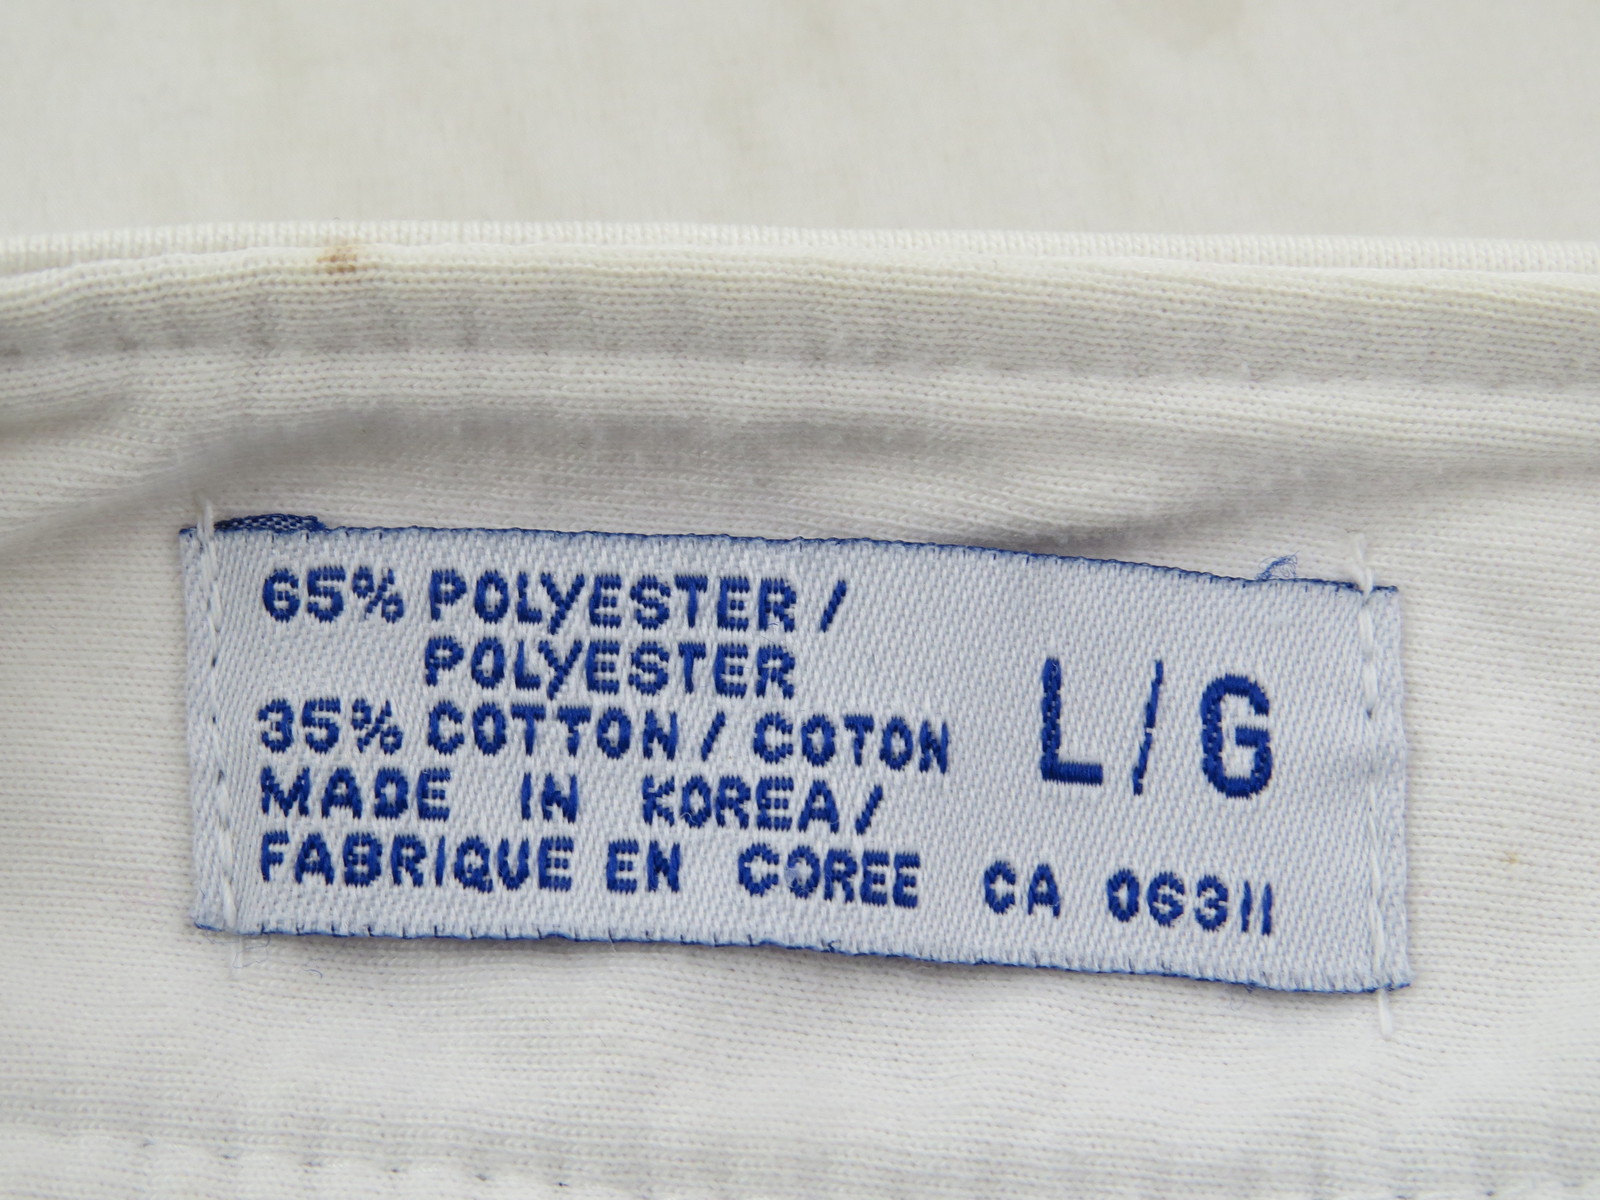 65% POLYESTER /
POLYESTER
35% COTTON / COTON
L/G
MADE IN KOREA/
FABRIQUE EN COREE CA 06311